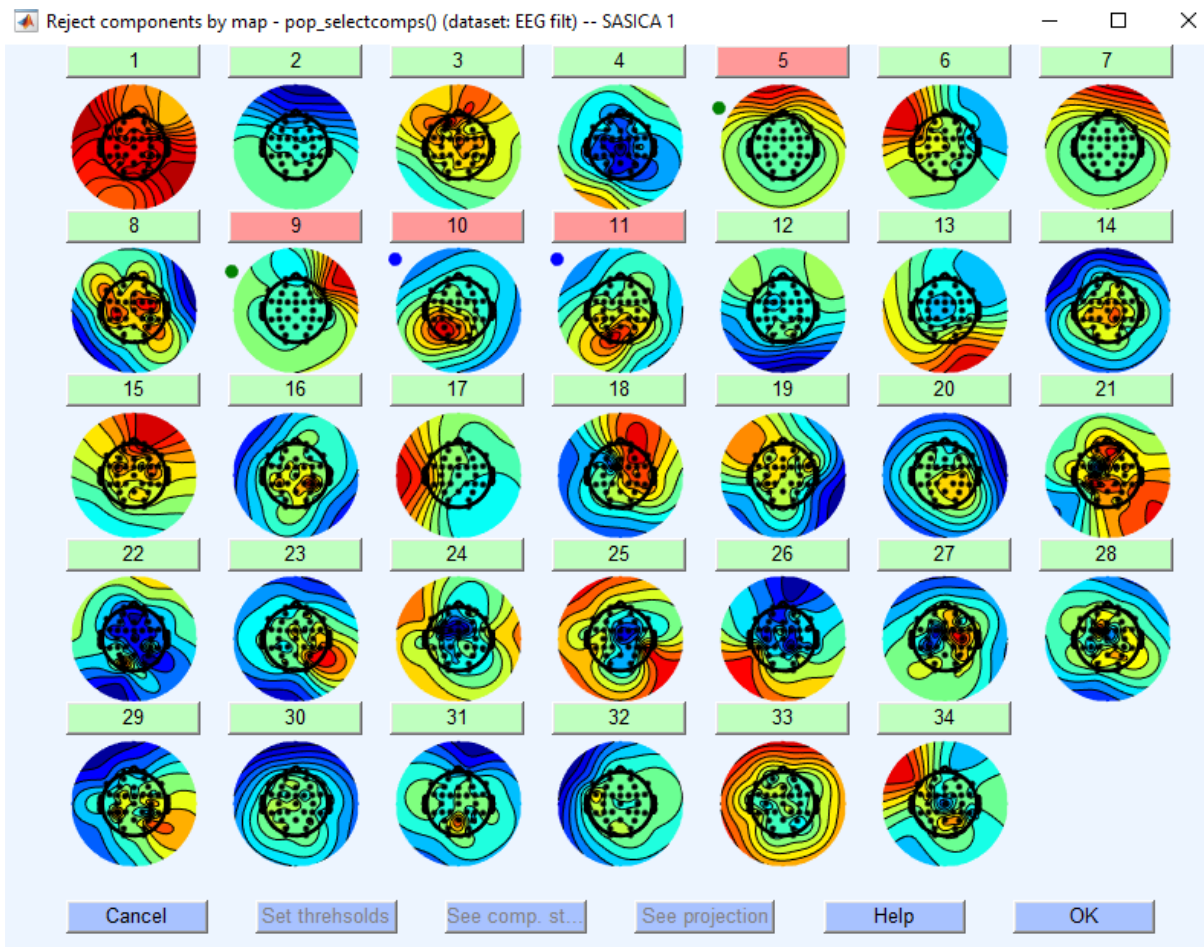 Reject components by map - pop_selectcomps() (dataset: EEG filt) -- SASICA 1
1 2 3 4 5 6 7
8 9 10 11 12 13 14
15 16 17 18 19 20 21
22 23 24 25 26 27 28
29 30 31 32 33 34
Cancel Set threhsolds See comp. st... See projection Help OK